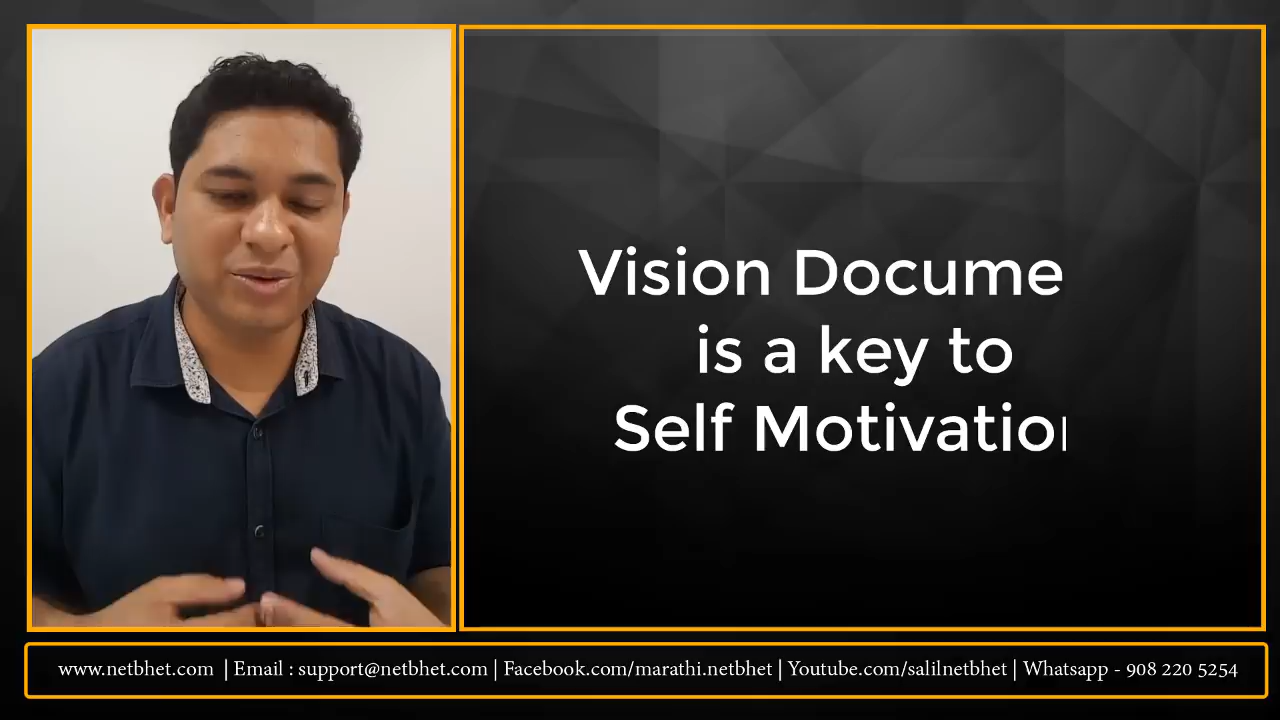 Vision Docume
is a key to
Self Motivatio
www.netbhet.com | Email : support@netbhet.com | Facebook.com/marathi.netbhet | Youtube.com/salilnetbhet | Whatsapp - 908 220 5254